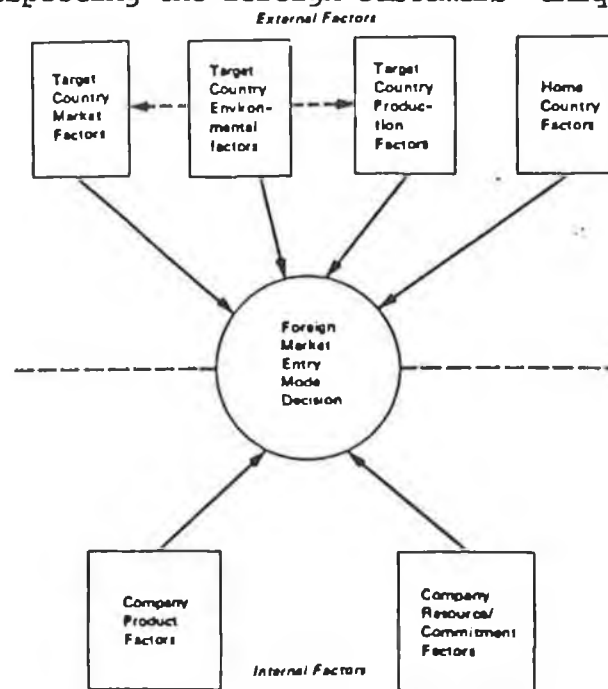 External Factors
Target
Country
Market
Factors
Target
Country
Environ-
mental
factors
Target
Country
Produc-
tion
Factors
Home
Country
Factors
Foreign
Market
Entry
Mode
Decision
Company
Product
Factors
Company
Resource/
Commitment
Factors
Internal Factors